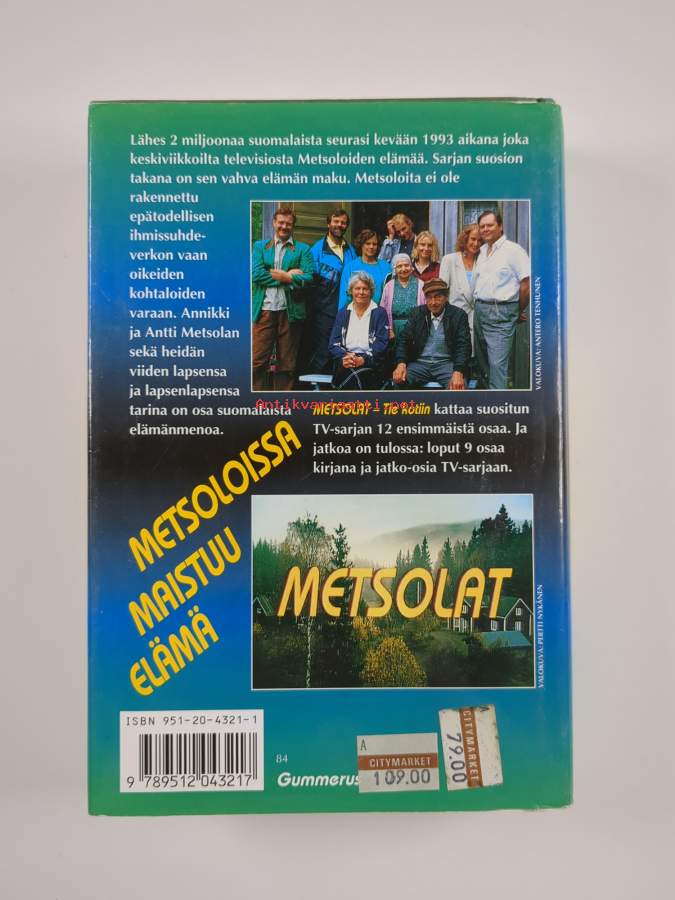 Lähes 2 miljoonaa suomalaista seurasi kevään 1993 aikana joka
keskiviikkoilta televisiosta Metsoloiden elämää. Sarjan suosion
takana on sen vahva elämän maku. Metsoloita ei ole
rakennettu
epätodellisen
ihmissuhde-
verkon vaan
oikeiden
kohtaloiden
varaan. Annikki
ja Antti Metsolan
sekä heidän
viiden lapsensa
ja lapsenlapsensa
tarina on osa suomalaista
elämänmenoa.
VALOKUVA: ANTERO TENHUNEN
Antikvariaatti.net
METSOLAT – Tie kotiin kattaa suositun
TV-sarjan 12 ensimmäistä osaa. Ja
jatkoa on tulossa: loput 9 osaa
kirjana ja jatko-osia TV-sarjaan.
METSOLOISSA
MAISTUU
ELÄMÄ
METSOLAT
VALOKUVA: PERTTI NYKÄNEN
ISBN 951-20-4321-1
9 789512 043217
84
Gummerus
A
CITYMARKET
109.00
A
CITYMARKET
79.00